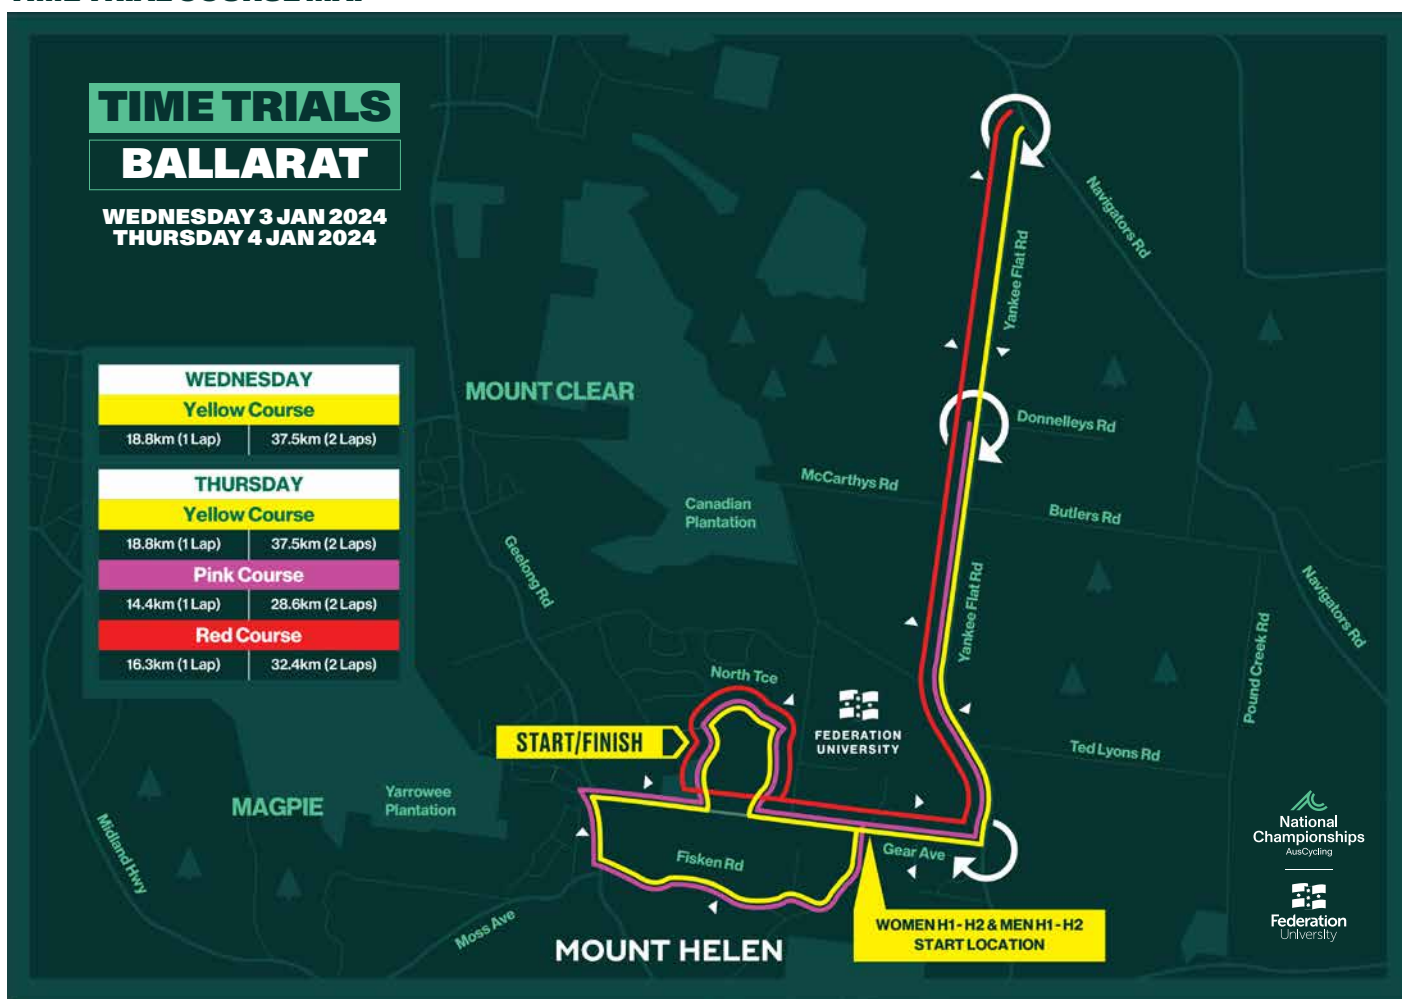 TIME TRIAL COURSE MAP
TIME TRIALS
BALLARAT
WEDNESDAY 3 JAN 2024
THURSDAY 4 JAN 2024
WEDNESDAY
Yellow Course
18.8km (1 Lap) 37.5km (2 Laps)
THURSDAY
Yellow Course
18.8km (1 Lap) 37.5km (2 Laps)
Pink Course
14.4km (1 Lap) 28.6km (2 Laps)
Red Course
16.3km (1 Lap) 32.4km (2 Laps)
Navigators Rd
Yankee Flat Rd
MOUNT CLEAR
Donnelleys Rd
McCarthys Rd
Canadian
Plantation
Butlers Rd
Geelong Rd
Yankee Flat Rd
Navigators Rd
Pound Creek Rd
North Tce
FEDERATION
UNIVERSITY
START/FINISH
Ted Lyons Rd
MAGPIE
Yarrowee
Plantation
Midland Hwy
Fisken Rd
Gear Ave
Moss Ave
MOUNT HELEN
WOMEN H1 - H2 & MEN H1 - H2
START LOCATION
National
Championships
AusCycling
Federation
University